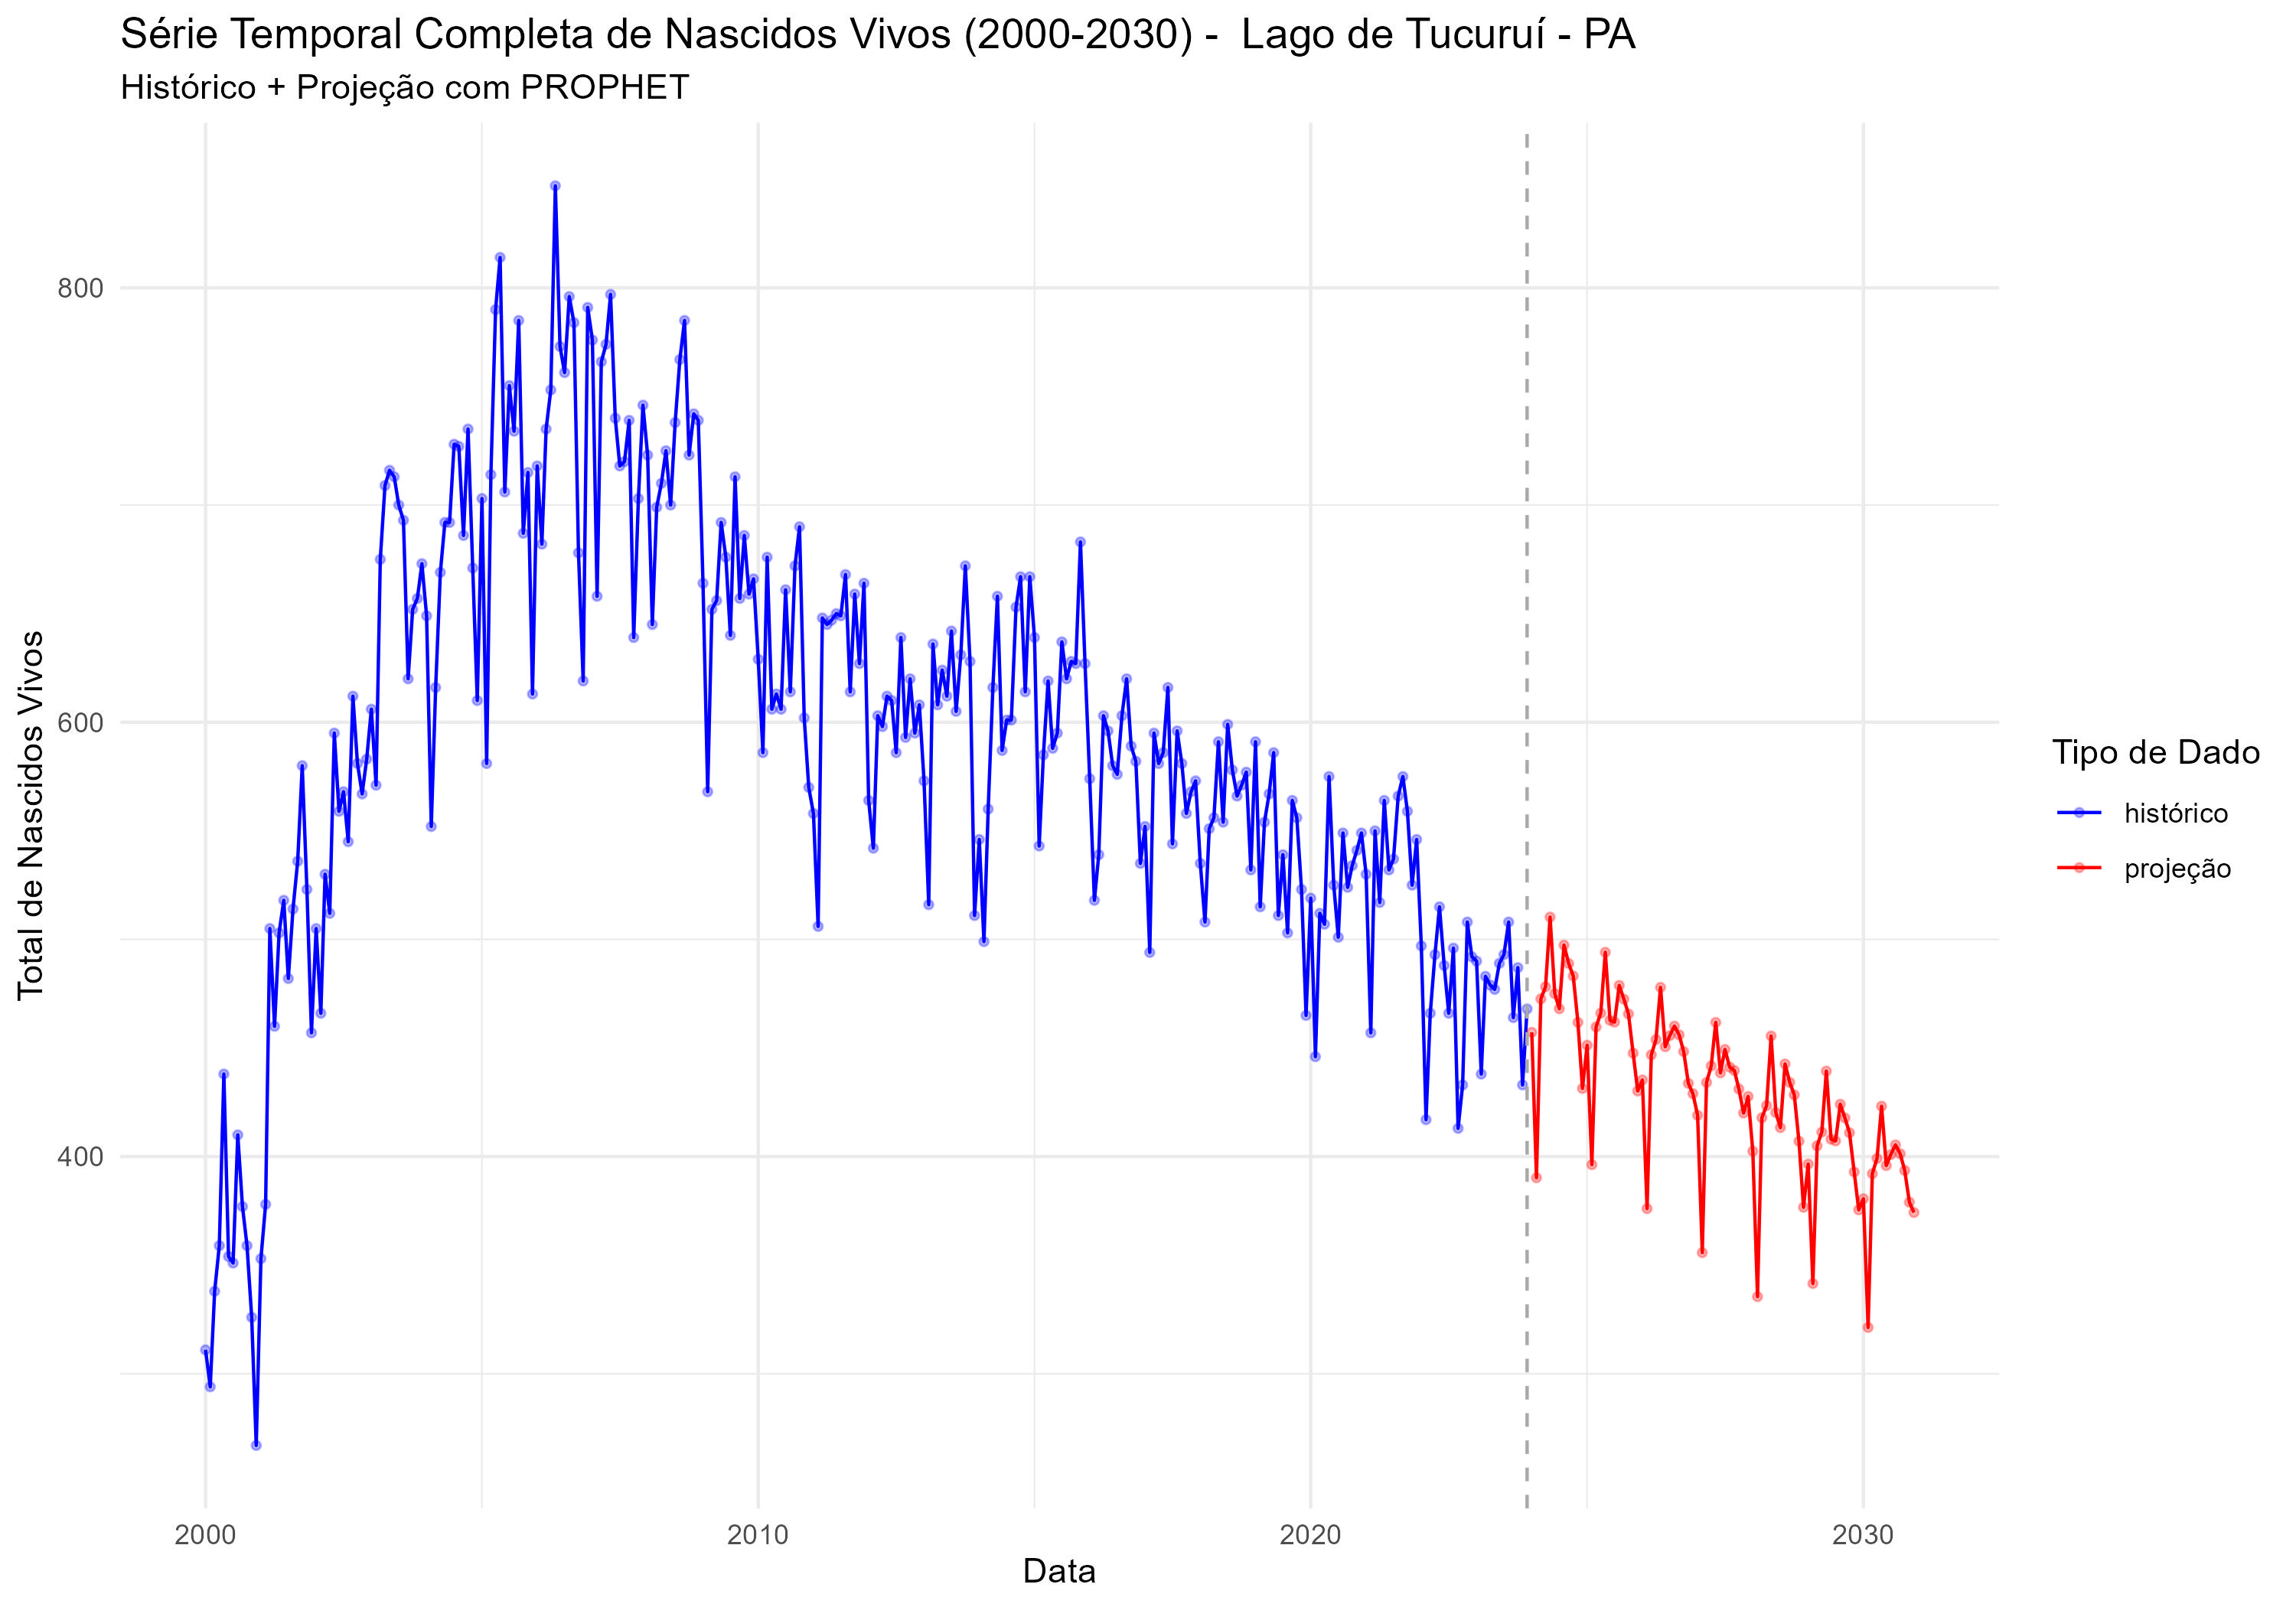 Série Temporal Completa de Nascidos Vivos (2000-2030) -  Lago de Tucuruí - PA
Histórico + Projeção com PROPHET
Total de Nascidos Vivos
800
600
400
2000
2010
2020
2030
Data
Tipo de Dado
histórico
projeção